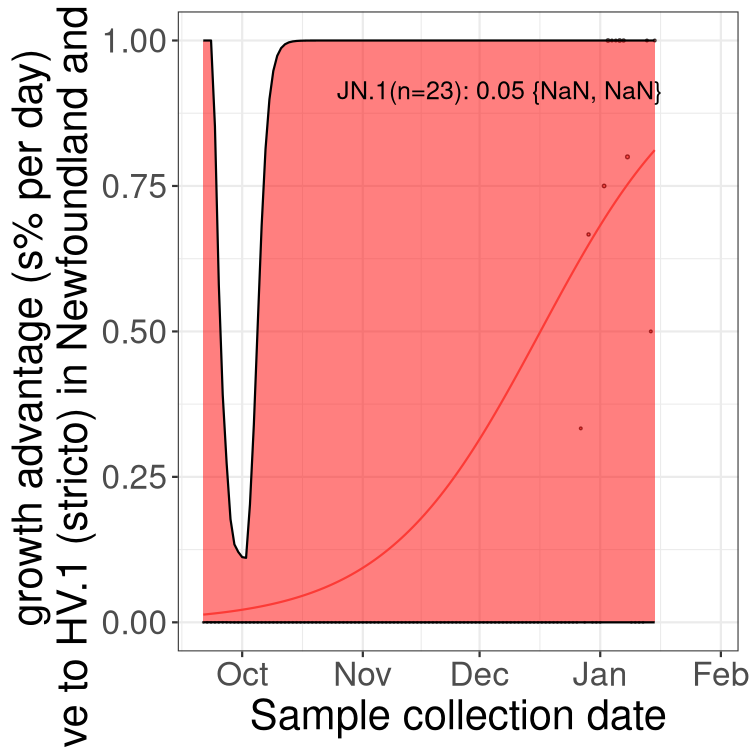 growth advantage (s% per day)
ve to HV.1 (stricto) in Newfoundland and
1.00
0.75
0.50
0.25
0.00
JN.1(n=23): 0.05 {NaN, NaN}
Oct Nov Dec Jan Feb
Sample collection date